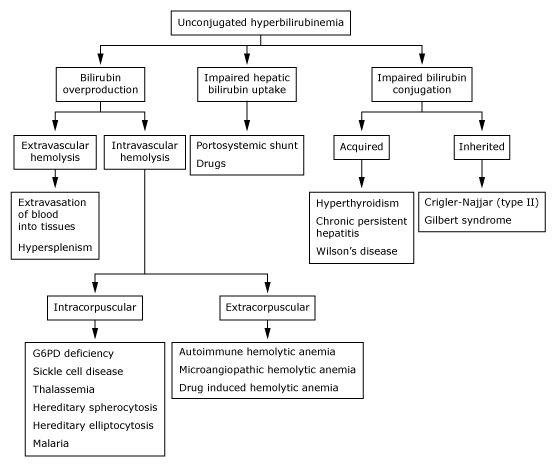 Unconjugated hyperbilirubinemia
Bilirubin
overproduction
Impaired hepatic
bilirubin uptake
Impaired bilirubin
conjugation
Extravascular
hemolysis
Intravascular
hemolysis
Portosystemic shunt
Drugs
Acquired
Inherited
Extravasation
of blood
into tissues
Hypersplenism
Hyperthyroidism
Chronic persistent
hepatitis
Wilson's disease
Crigler-Najjar (type II)
Gilbert syndrome
Intracorpuscular
Extracorpuscular
G6PD deficiency
Sickle cell disease
Thalassemia
Hereditary spherocytosis
Hereditary elliptocytosis
Malaria
Autoimmune hemolytic anemia
Microangiopathic hemolytic anemia
Drug induced hemolytic anemia